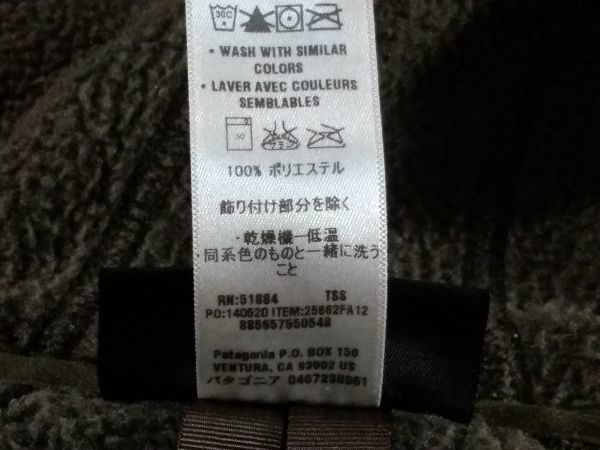 30C
• WASH WITH SIMILAR
COLORS
• LAVER AVEC COULEURS
SEMBLABLES
30
100% ポリエステル
飾り付け部分を除く
・乾燥機ー低温
・同系色のものと一緒に洗う
こと
RN:51884 TSS
PO:140520 ITEM:25662FA12
885657550548
Patagonia P.O. BOX 150
VENTURA, CA 93002 US
パタゴニア 0467238961